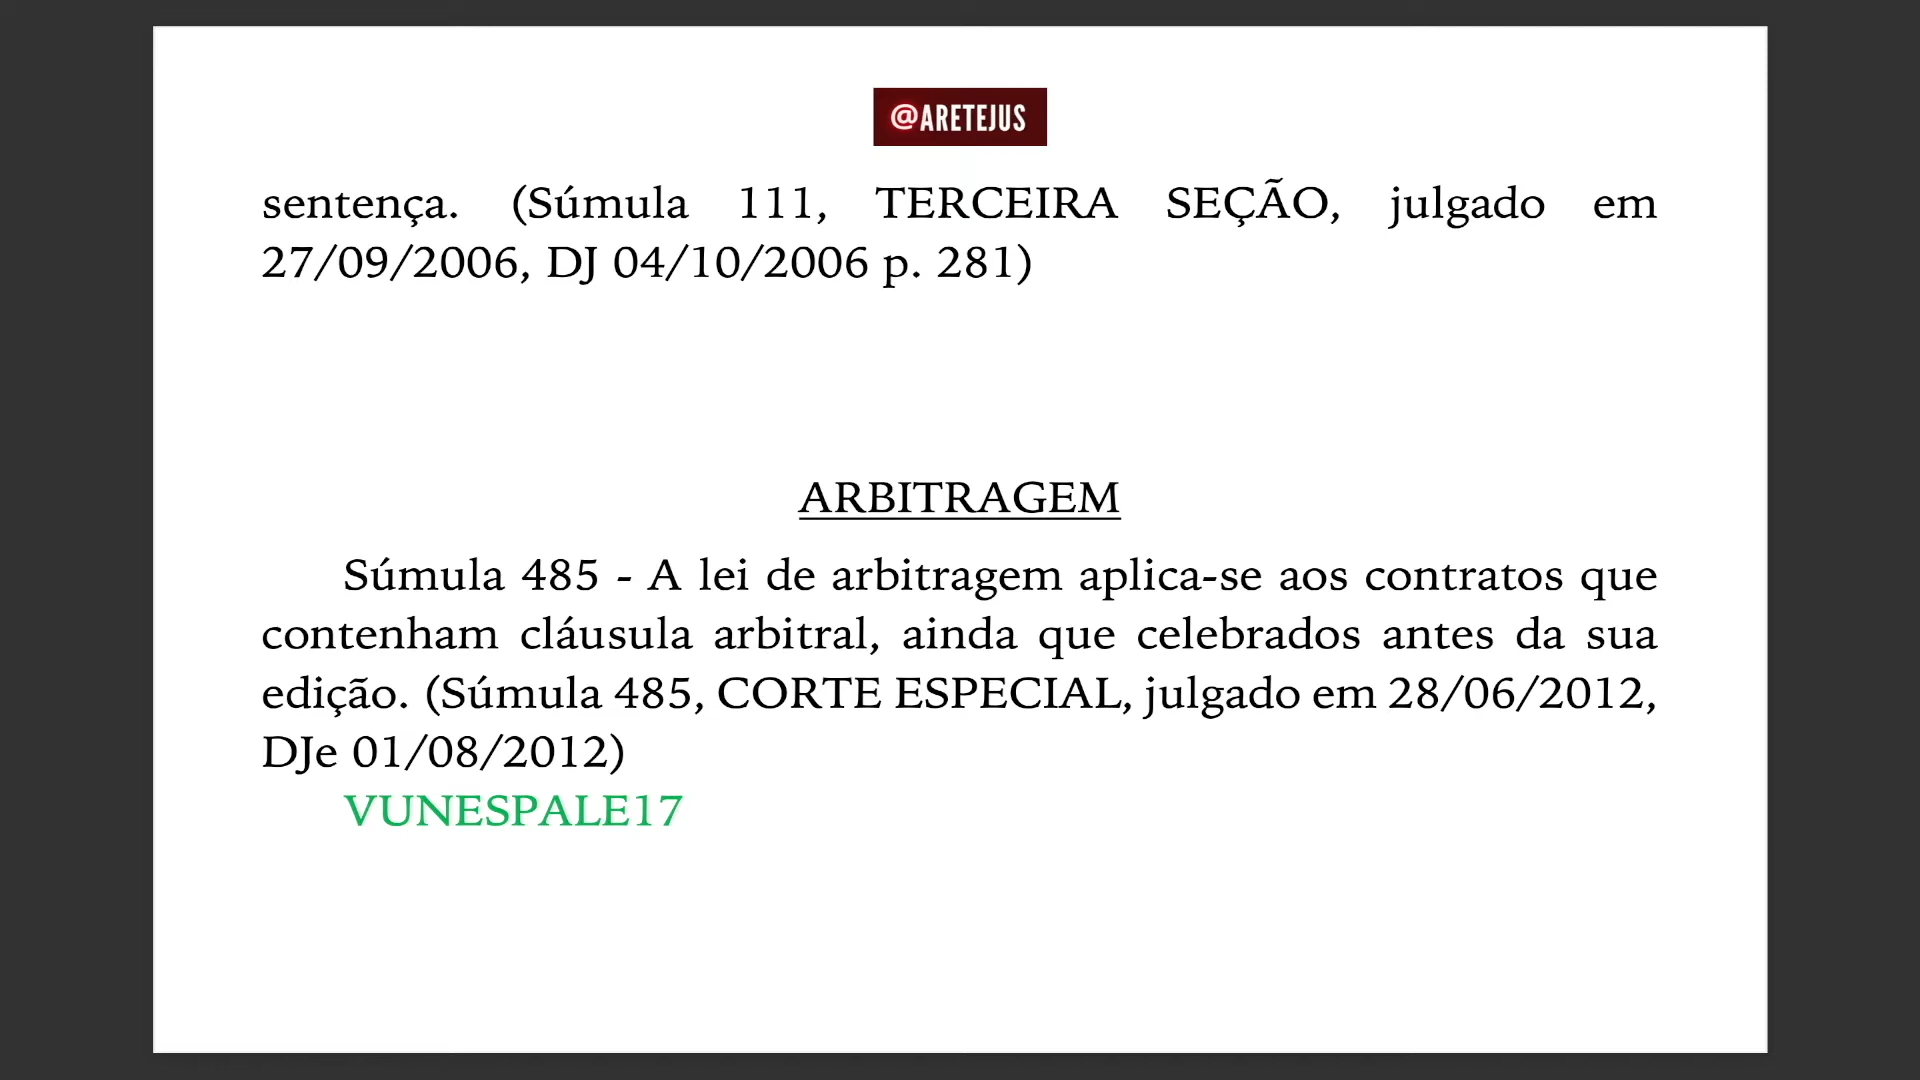 @ARETEJUS
sentença. (Súmula 111, TERCEIRA SEÇÃO, julgado em
27/09/2006, DJ 04/10/2006 p. 281)
ARBITRAGEM
Súmula 485 - A lei de arbitragem aplica-se aos contratos que
contenham cláusula arbitral, ainda que celebrados antes da sua
edição. (Súmula 485, CORTE ESPECIAL, julgado em 28/06/2012,
DJe 01/08/2012)
VUNESPALE17